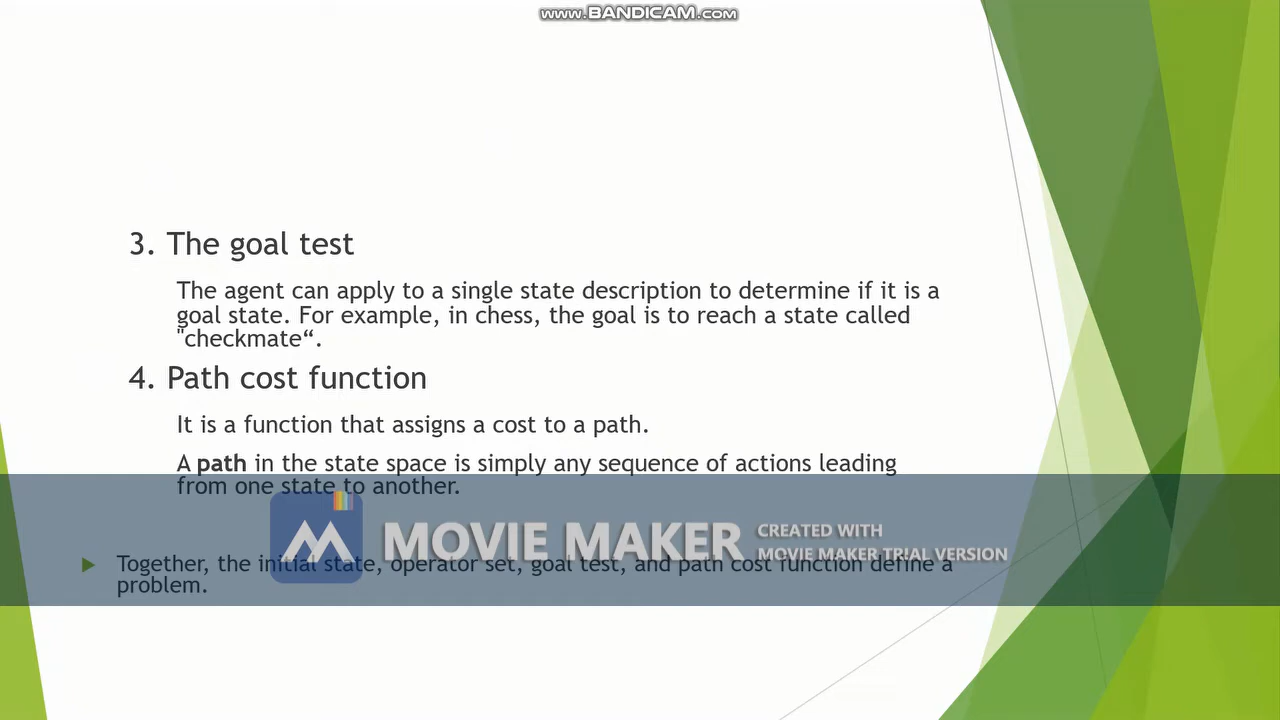 www.BANDICAM.com
3. The goal test
The agent can apply to a single state description to determine if it is a
goal state. For example, in chess, the goal is to reach a state called
"checkmate“.
4. Path cost function
It is a function that assigns a cost to a path.
A path in the state space is simply any sequence of actions leading
from one state to another.
MOVIE MAKER
CREATED WITH
MOVIE MAKER TRIAL VERSION
Together, the initial state, operator set, goal test, and path cost function define a
problem.